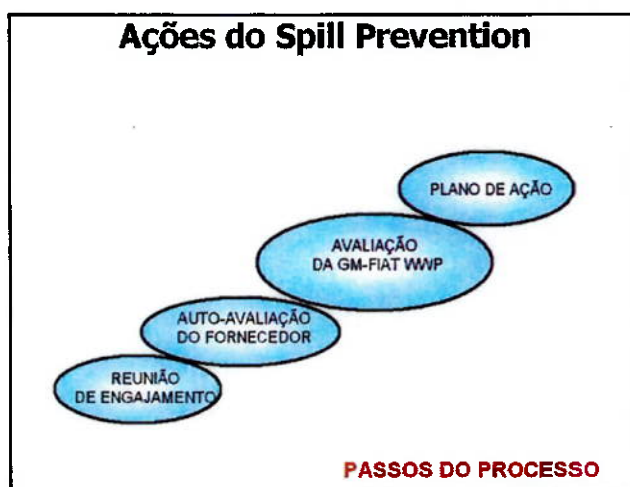 Ações do Spill Prevention
PLANO DE AÇÃO
AVALIAÇÃO
DA GM-FIAT WWP
AUTO-AVALIAÇÃO
DO FORNECEDOR
REUNIÃO
DE ENGAJAMENTO
PASSOS DO PROCESSO